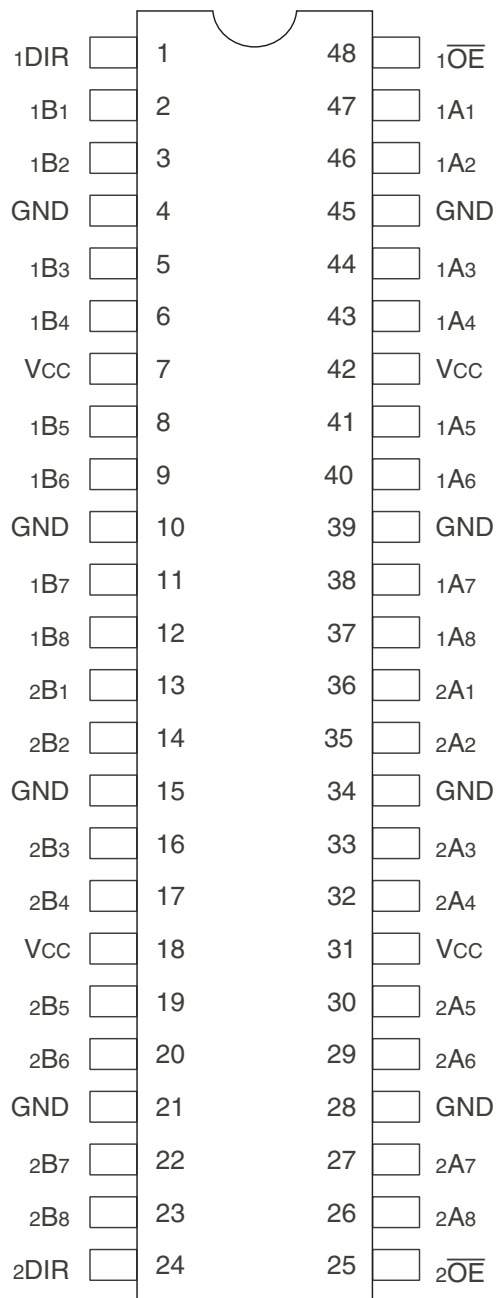 1DIR 1 48 1O̅E̅
1B1 2 47 1A1
1B2 3 46 1A2
GND 4 45 GND
1B3 5 44 1A3
1B4 6 43 1A4
VCC 7 42 VCC
1B5 8 41 1A5
1B6 9 40 1A6
GND 10 39 GND
1B7 11 38 1A7
1B8 12 37 1A8
2B1 13 36 2A1
2B2 14 35 2A2
GND 15 34 GND
2B3 16 33 2A3
2B4 17 32 2A4
VCC 18 31 VCC
2B5 19 30 2A5
2B6 20 29 2A6
GND 21 28 GND
2B7 22 27 2A7
2B8 23 26 2A8
2DIR 24 25 2O̅E̅